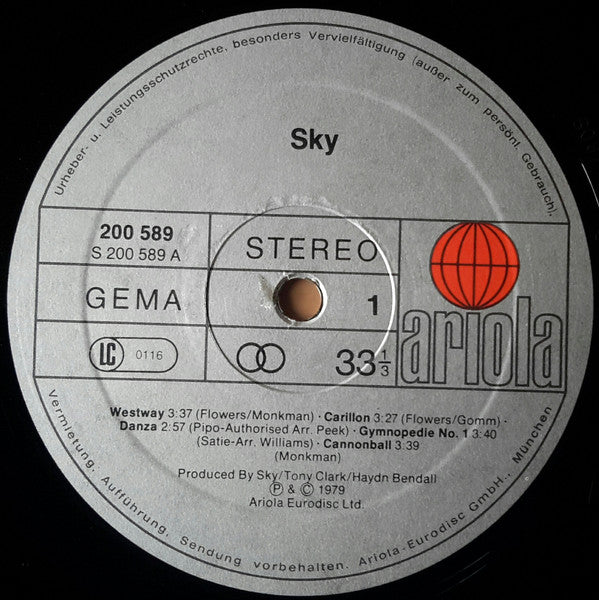 Urheber- u. Leistungsschutzrechte, besonders Vervielfältigung (außer zum persönl. Gebrauch),
Sky
200 589
S 200 589 A
STEREO
GEMA
1
ariola
LC 0116
33 1/3
Westway 3:37 (Flowers/Monkman) · Carillon 3:27 (Flowers/Gomm) ·
Danza 2:57 (Pipo-Authorised Arr. Peek) · Gymnopedie No. 1 3:40
(Satie-Arr. Williams) · Cannonball 3.39
(Monkman)
Produced By Sky/Tony Clark/Haydn Bendall
Ⓟ & © 1979
Ariola Eurodisc Ltd.
Vermietung. Aufführung. Sendung vorbehalten. Ariola-Eurodisc GmbH., München